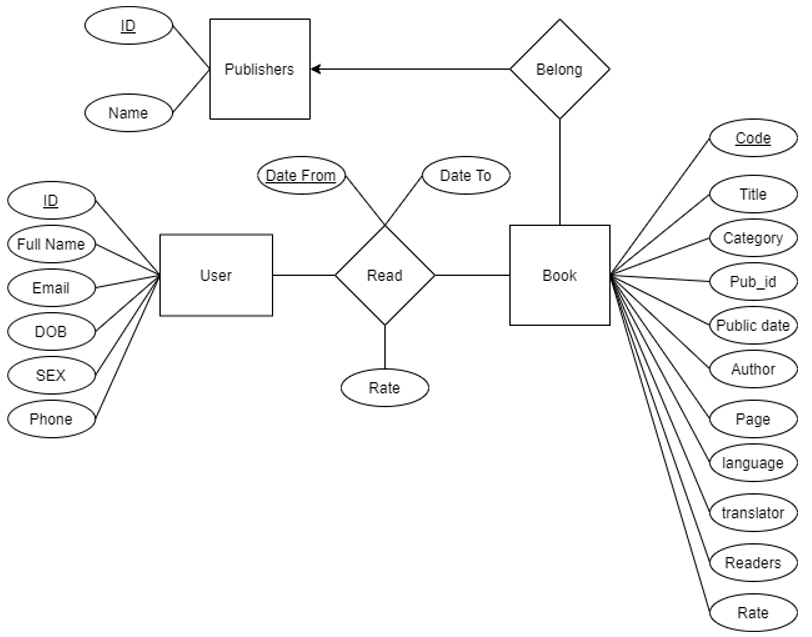 ID
Publishers
Belong
Name
Code
Date From
Date To
Title
ID
Full Name
Category
User
Read
Book
Email
Pub_id
DOB
Public date
SEX
Author
Rate
Phone
Page
language
translator
Readers
Rate